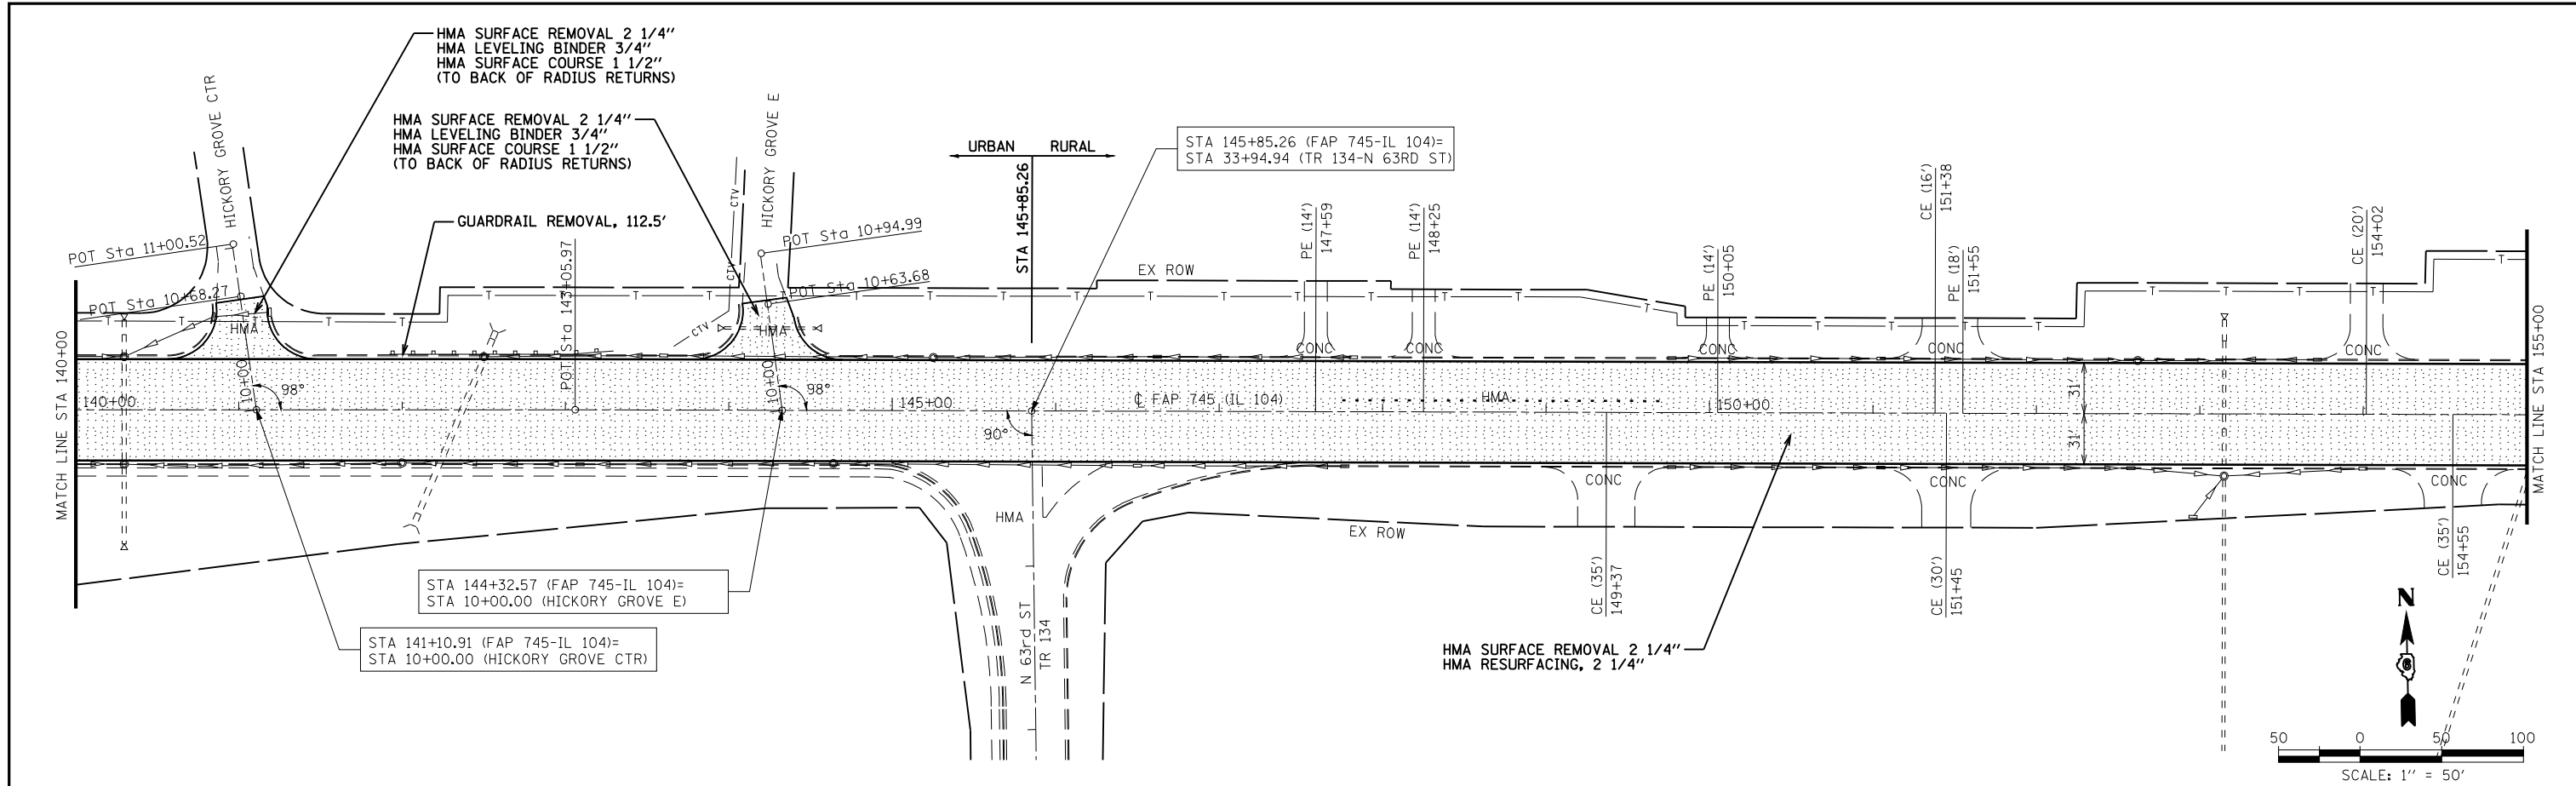 HMA SURFACE REMOVAL 2 1/4"
HMA LEVELING BINDER 3/4"
HMA SURFACE COURSE 1 1/2"
(TO BACK OF RADIUS RETURNS)
HMA SURFACE REMOVAL 2 1/4"
HMA LEVELING BINDER 3/4"
HMA SURFACE COURSE 1 1/2"
(TO BACK OF RADIUS RETURNS)
GUARDRAIL REMOVAL, 112.5'
HICKORY GROVE CTR
HICKORY GROVE E
CTV
CTV
CTV
POT Sta 11+00.52
POT Sta 10+68.27
POT Sta 143+05.97
POT Sta 10+94.99
POT Sta 10+63.68
URBAN
RURAL
STA 145+85.26
STA 145+85.26 (FAP 745-IL 104)=
STA 33+94.94 (TR 134-N 63RD ST)
EX ROW
PE (14')
147+59
PE (14')
148+25
PE (14')
150+05
CE (16')
151+38
PE (18')
151+55
CE (20')
154+02
T T T T T T T T T T T T T T T T T T T T T T T
HMA
HMA
CONC
CONC
CONC
CONC
CONC
MATCH LINE STA 140+00
MATCH LINE STA 155+00
140+00
10+00
98°
10+00
98°
145+00
90°
℄ FAP 745 (IL 104)
HMA
150+00
31'
31'
HMA
CONC
CONC
CONC
EX ROW
N 63rd ST
TR 134
CE (35')
149+37
CE (30')
151+45
CE (35')
154+55
STA 144+32.57 (FAP 745-IL 104)=
STA 10+00.00 (HICKORY GROVE E)
STA 141+10.91 (FAP 745-IL 104)=
STA 10+00.00 (HICKORY GROVE CTR)
HMA SURFACE REMOVAL 2 1/4"
HMA RESURFACING, 2 1/4"
N
6
50 0 50 100
SCALE: 1" = 50'